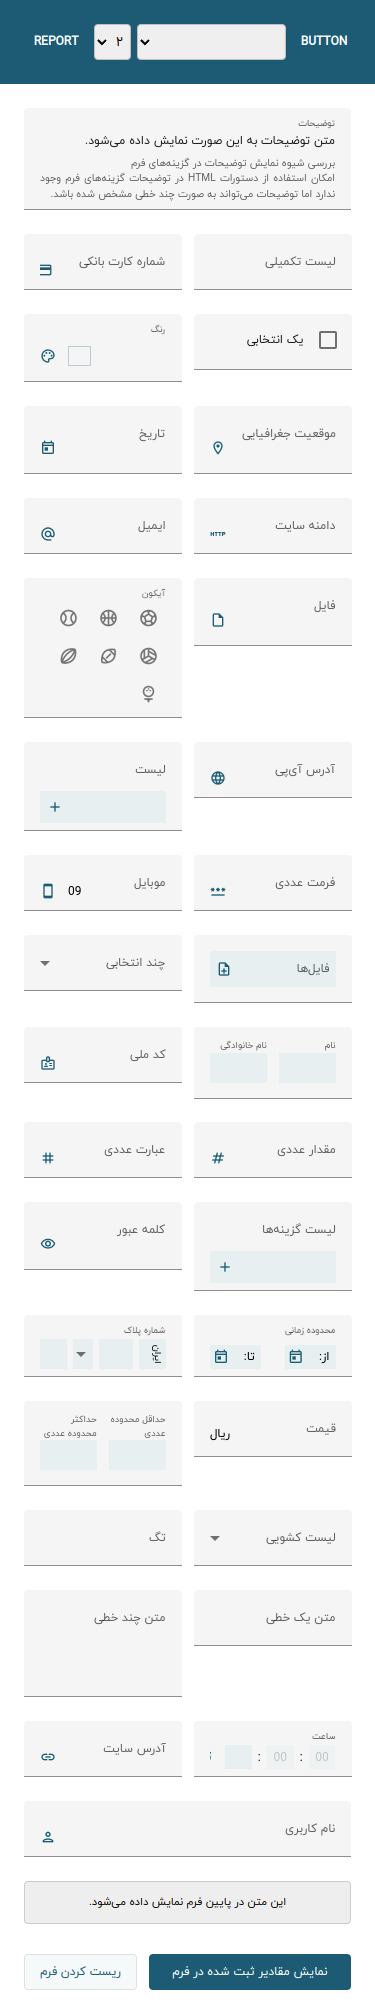 REPORT ۲ BUTTON
توضیحات
متن توضیحات به این صورت نمایش داده می‌شود.
بررسی شیوه نمایش توضیحات در گزینه‌های فرم
امکان استفاده از دستورات HTML در توضیحات گزینه‌های فرم وجود
ندارد اما توضیحات می‌تواند به صورت چند خطی مشخص شده باشد.
لیست تکمیلی
شماره کارت بانکی
یک انتخابی
رنگ
موقعیت جغرافیایی
تاریخ
دامنه سایت
HTTP
ایمیل
فایل
آیکون
آدرس آی‌پی
لیست
فرمت عددی
موبایل
09
فایل‌ها
چند انتخابی
نام
نام خانوادگی
کد ملی
مقدار عددی
عبارت عددی
لیست گزینه‌ها
کلمه عبور
محدوده زمانی
از:
تا:
شماره پلاک
ایران
قیمت
ریال
حداقل محدوده
عددی
حداکثر
محدوده عددی
لیست کشویی
تگ
متن یک خطی
متن چند خطی
ساعت
00 : 00 :
آدرس سایت
نام کاربری
این متن در پایین فرم نمایش داده می‌شود.
نمایش مقادیر ثبت شده در فرم
ریست کردن فرم